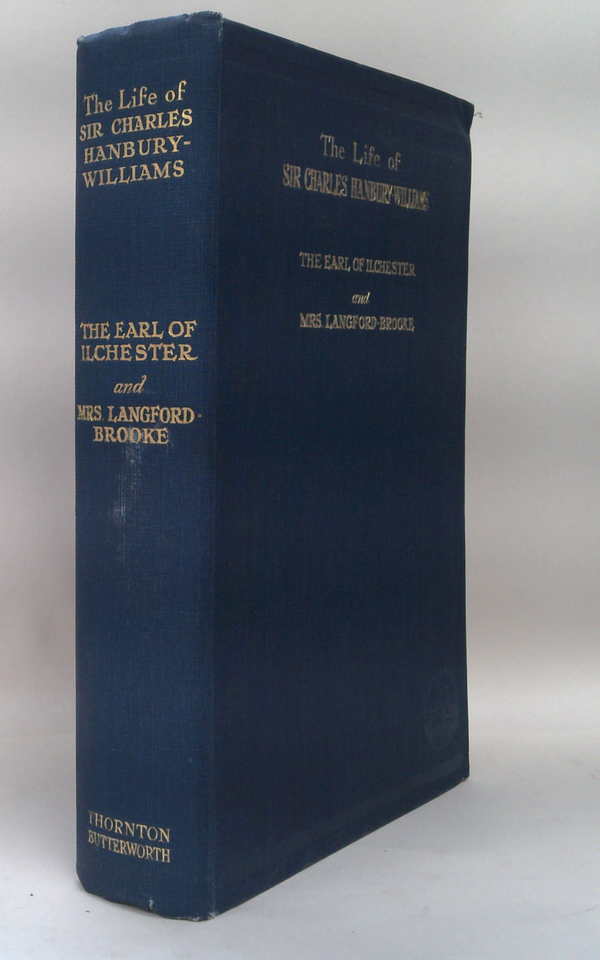 The Life of
SIR CHARLES
HANBURY-
WILLIAMS
THE EARL OF
ILCHESTER
and
MRS. LANGFORD-
BROOKE
THORNTON
BUTTERWORTH
The Life of
SIR CHARLES HANBURY-WILLIAMS
THE EARL OF ILCHESTER
and
MRS. LANGFORD-BROOKE